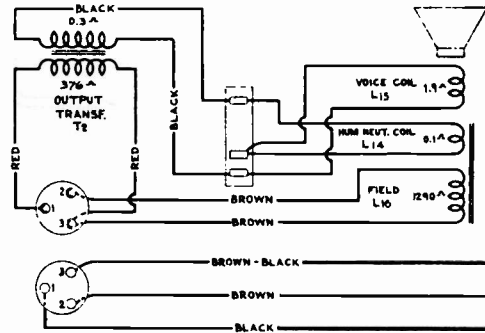 BLACK
0.3 Ω
376 Ω
OUTPUT
TRANSF.
T2
BLACK
RED
RED
VOICE COIL
L15
1.9 Ω
HUM NEUT. COIL
L14
0.1 Ω
FIELD
L16
1290 Ω
2
1
3
BROWN
BROWN
3
1
2
BROWN - BLACK
BROWN
BLACK